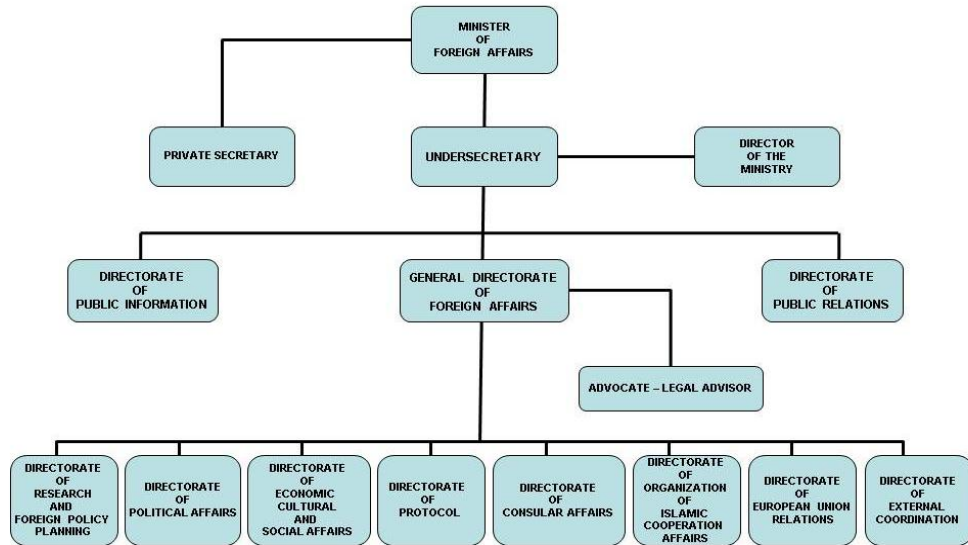 MINISTER
OF
FOREIGN AFFAIRS
PRIVATE SECRETARY
UNDERSECRETARY
DIRECTOR
OF THE
MINISTRY
DIRECTORATE
OF
PUBLIC INFORMATION
GENERAL DIRECTORATE
OF
FOREIGN AFFAIRS
DIRECTORATE
OF
PUBLIC RELATIONS
ADVOCATE – LEGAL ADVISOR
DIRECTORATE
OF
RESEARCH
AND
FOREIGN POLICY
PLANNING
DIRECTORATE
OF
POLITICAL AFFAIRS
DIRECTORATE
OF
ECONOMIC
CULTURAL
AND
SOCIAL AFFAIRS
DIRECTORATE
OF
PROTOCOL
DIRECTORATE
OF
CONSULAR AFFAIRS
DIRECTORATE
OF
ORGANIZATION
OF
ISLAMIC
COOPERATION
AFFAIRS
DIRECTORATE
OF
EUROPEAN UNION
RELATIONS
DIRECTORATE
OF
EXTERNAL
COORDINATION